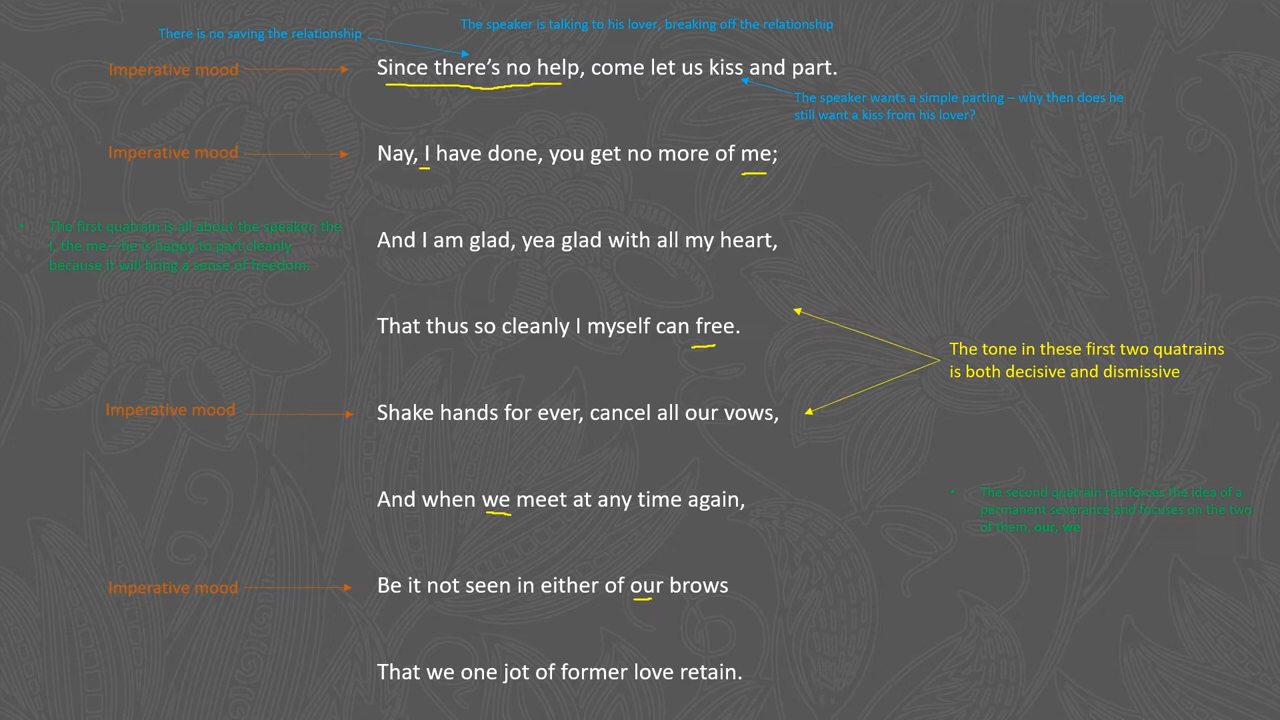 The speaker is talking to his lover, breaking off the relationship
There is no saving the relationship
Imperative mood
Since there's no help, come let us kiss and part.
The speaker wants a simple parting – why then does he
still want a kiss from his lover?
Imperative mood
Nay, I have done, you get no more of me;
• The first quatrain is all about the speaker, the
I, the me—he is happy to part cleanly
because it will bring a sense of freedom.
And I am glad, yea glad with all my heart,
That thus so cleanly I myself can free.
The tone in these first two quatrains
is both decisive and dismissive
Imperative mood
Shake hands for ever, cancel all our vows,
And when we meet at any time again,
• The second quatrain reinforces the idea of a
permanent severance and focuses on the two
of them, our, we
Imperative mood
Be it not seen in either of our brows
That we one jot of former love retain.